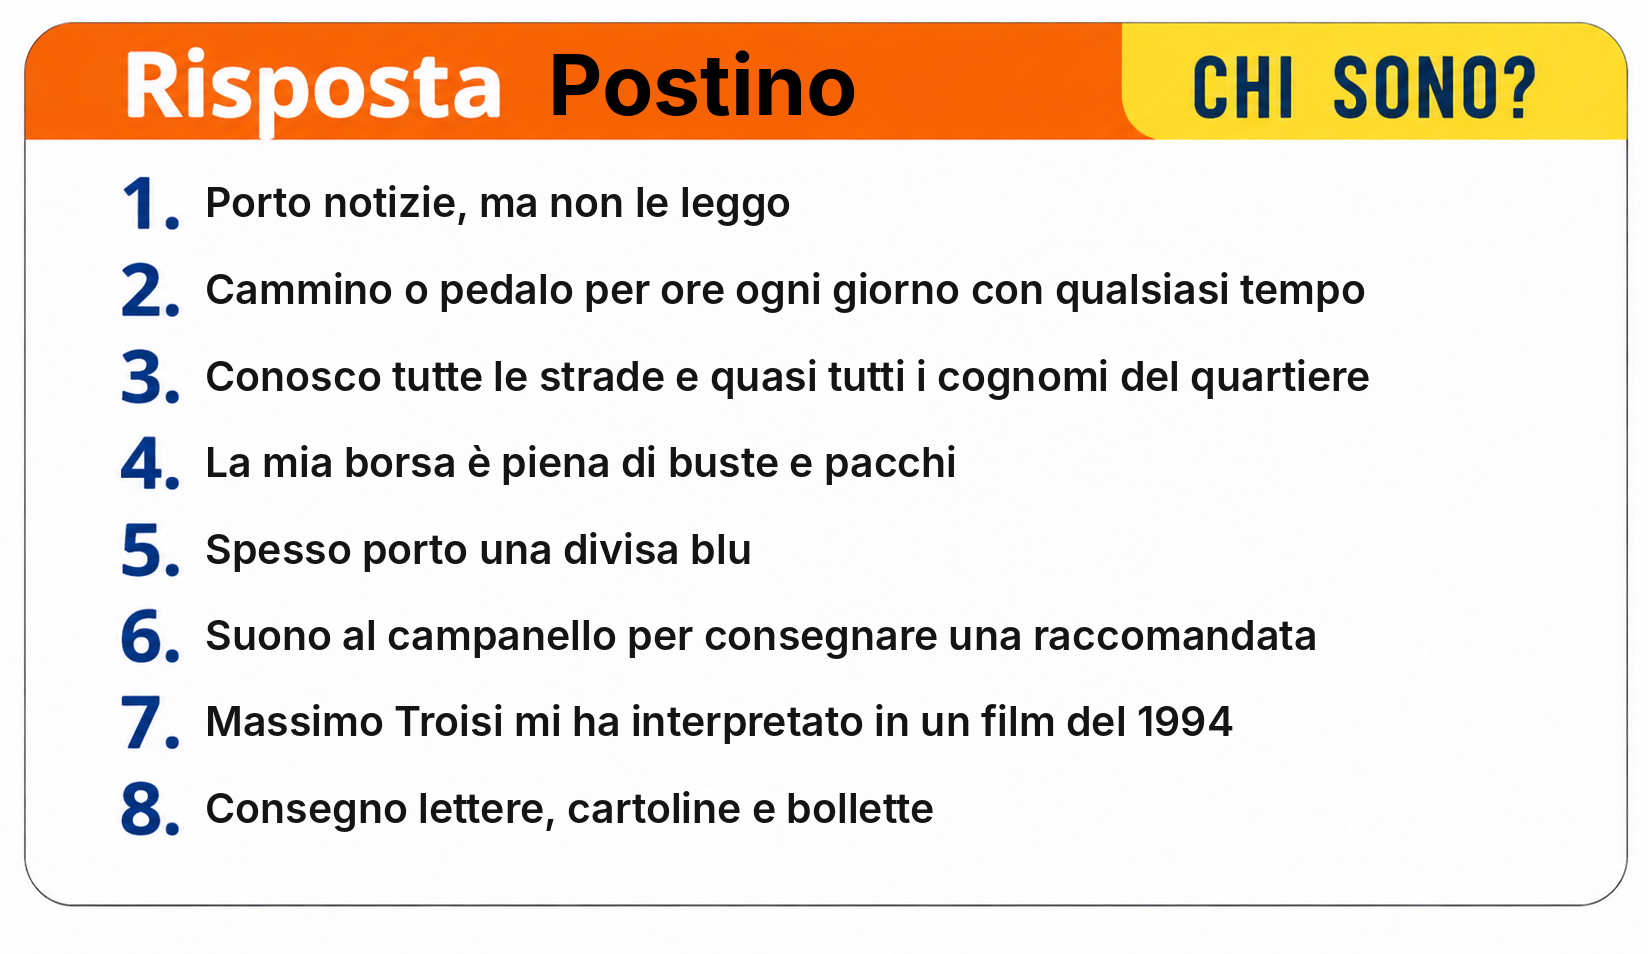 Risposta Postino CHI SONO?
1. Porto notizie, ma non le leggo
2. Cammino o pedalo per ore ogni giorno con qualsiasi tempo
3. Conosco tutte le strade e quasi tutti i cognomi del quartiere
4. La mia borsa è piena di buste e pacchi
5. Spesso porto una divisa blu
6. Suono al campanello per consegnare una raccomandata
7. Massimo Troisi mi ha interpretato in un film del 1994
8. Consegno lettere, cartoline e bollette